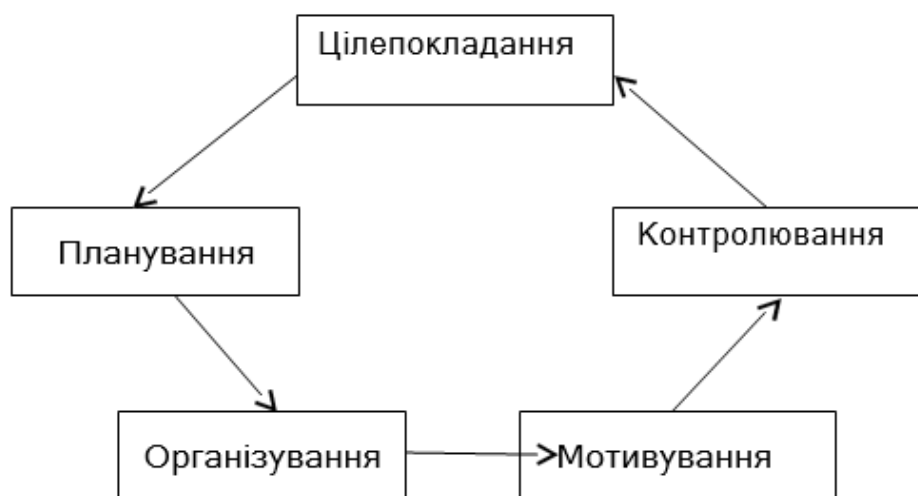 Цілепокладання
Планування
Контролювання
Організування
Мотивування